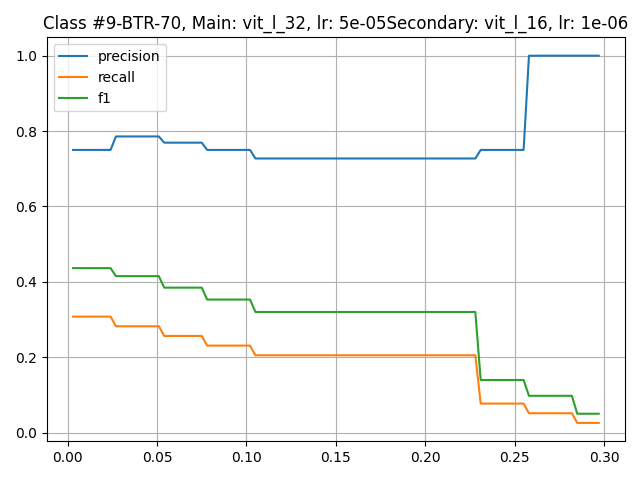 Class #9-BTR-70, Main: vit_l_32, lr: 5e-05Secondary: vit_l_16, lr: 1e-06
precision
recall
f1
1.0
0.8
0.6
0.4
0.2
0.0
0.00 0.05 0.10 0.15 0.20 0.25 0.30